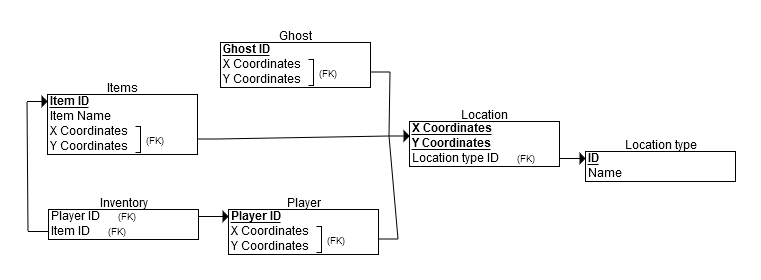 Ghost
Ghost ID
X Coordinates
Y Coordinates
(FK)
Items
Item ID
Item Name
X Coordinates
Y Coordinates
(FK)
Location
X Coordinates
Y Coordinates
Location type ID (FK)
Location type
ID
Name
Inventory
Player ID (FK)
Item ID (FK)
Player
Player ID
X Coordinates
Y Coordinates
(FK)